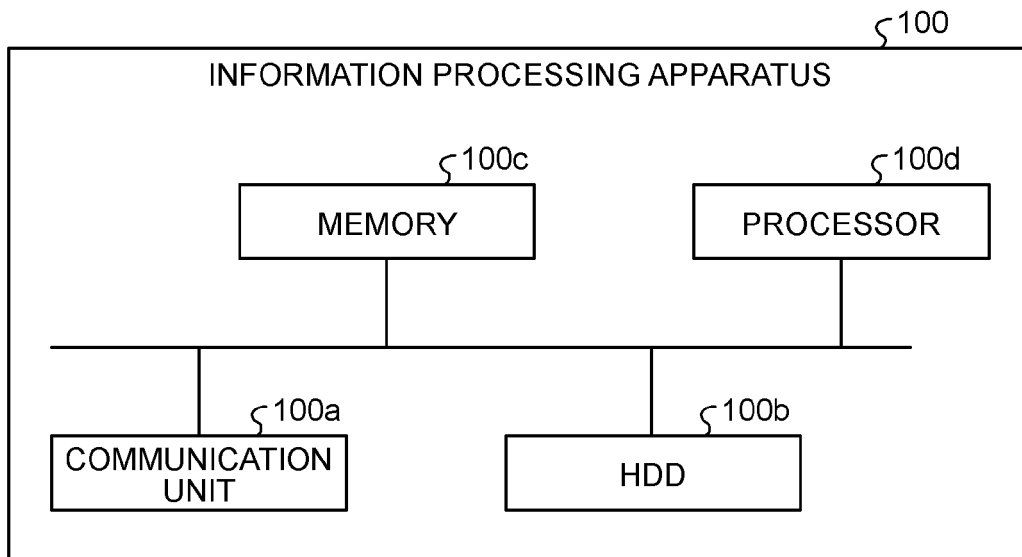 100
INFORMATION PROCESSING APPARATUS
100c
MEMORY
100d
PROCESSOR
100a
COMMUNICATION
UNIT
100b
HDD